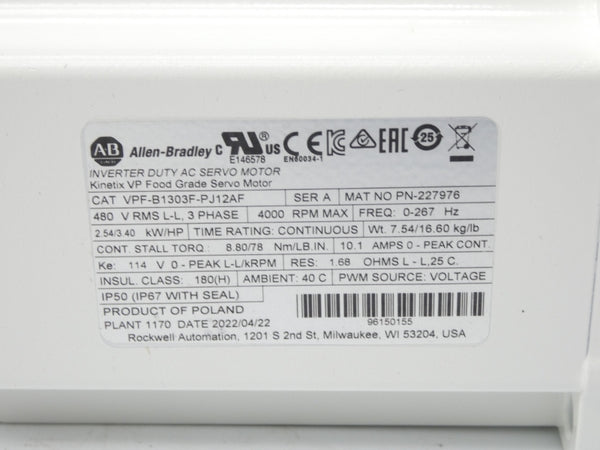 AB Allen-Bradley c UR US CE EAC 25
E146578 EN60034-1
INVERTER DUTY AC SERVO MOTOR
Kinetix VP Food Grade Servo Motor
CAT VPF-B1303F-PJ12AF SER A MAT NO PN-227976
480 V RMS L-L, 3 PHASE 4000 RPM MAX FREQ: 0-267 Hz
2.54/3.40 kW/HP TIME RATING: CONTINUOUS Wt. 7.54/16.60 kg/lb
CONT. STALL TORQ.: 8.80/78 Nm/LB.IN. 10.1 AMPS 0 - PEAK
Ke: 114 V 0 - PEAK L-L/kRPM RES: 1.68 OHMS L - L,25 C.
INSUL. CLASS: 180(H) AMBIENT: 40 C PWM SOURCE: VOLTAGE
IP50 (IP67 WITH SEAL)
PRODUCT OF POLAND
PLANT 1170 DATE 2022/04/22 96150155
Rockwell Automation, 1201 S 2nd St, Milwaukee, WI 53204, USA